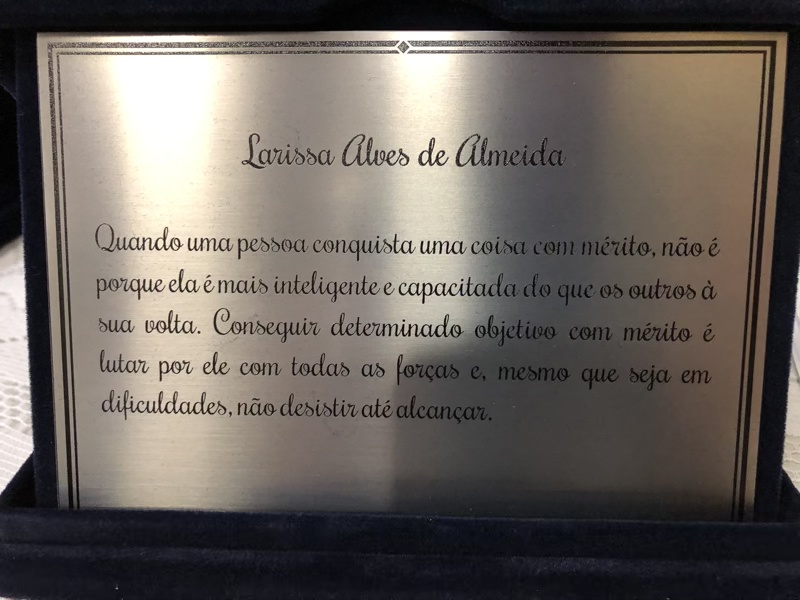 Larissa Alves de Almeida
Quando uma pessoa conquista uma coisa com mérito, não é
porque ela é mais inteligente e capacitada do que os outros à
sua volta. Conseguir determinado objetivo com mérito é
lutar por ele com todas as forças e, mesmo que seja em
dificuldades, não desistir até alcançar.